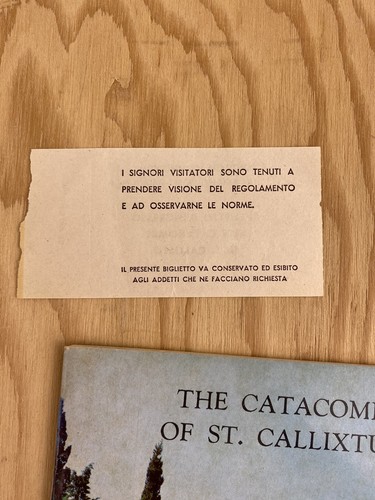 I SIGNORI VISITATORI SONO TENUTI A
PRENDERE VISIONE DEL REGOLAMENTO
E AD OSSERVARNE LE NORME.
IL PRESENTE BIGLIETTO VA CONSERVATO ED ESIBITO
AGLI ADDETTI CHE NE FACCIANO RICHIESTA
THE CATACOM
OF ST. CALLIXTU